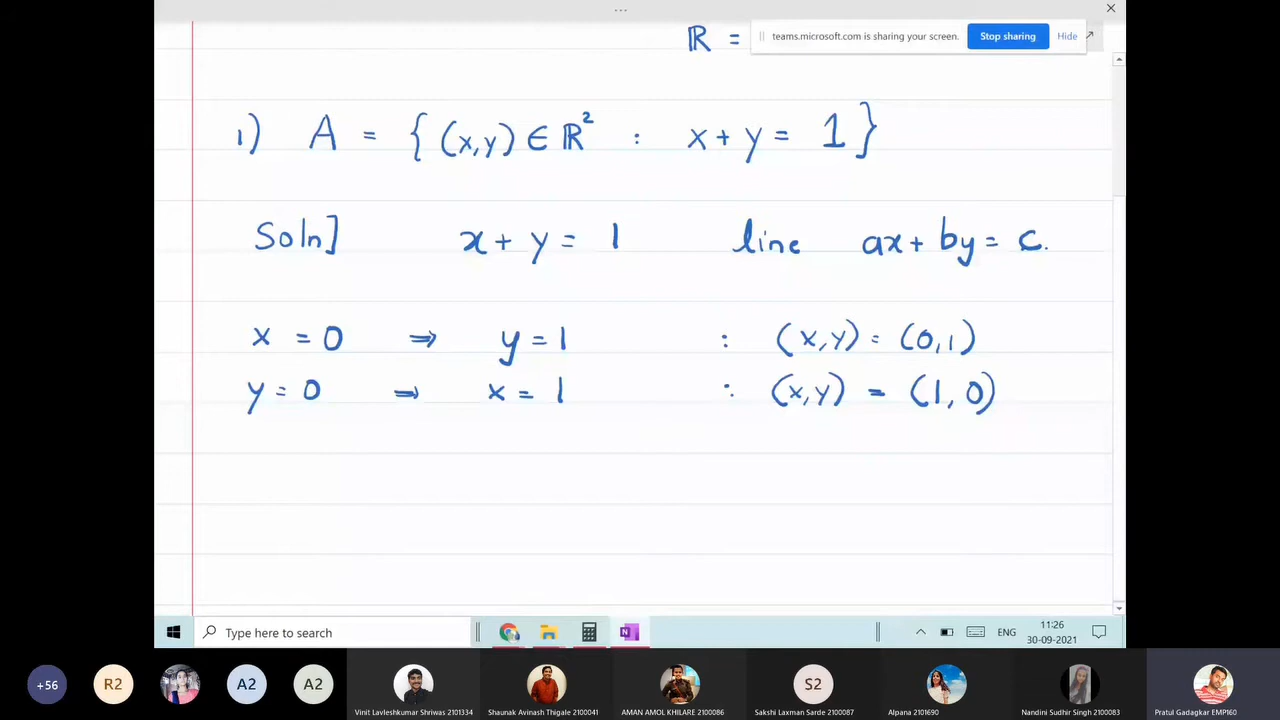 ...
ℝ =
teams.microsoft.com is sharing your screen. Stop sharing Hide
1) A = { (x,y) ∈ ℝ² : x + y = 1 }
Soln] x + y = 1 line ax + by = c.
x = 0 ⇒ y = 1 : (x,y) = (0,1)
y = 0 ⇒ x = 1 ∴ (x,y) = (1,0)
Type here to search
ENG
11:26
30-09-2021
+56
R2
A2
A2
S2
Vinit Lavleshkumar Shriwas 2101334
Shaunak Avinash Thigale 2100041
AMAN AMOL KHILARE 2100086
Sakshi Laxman Sarde 2100087
Alpana 2101690
Nandini Sudhir Singh 2100083
Pratul Gadagkar EMP160